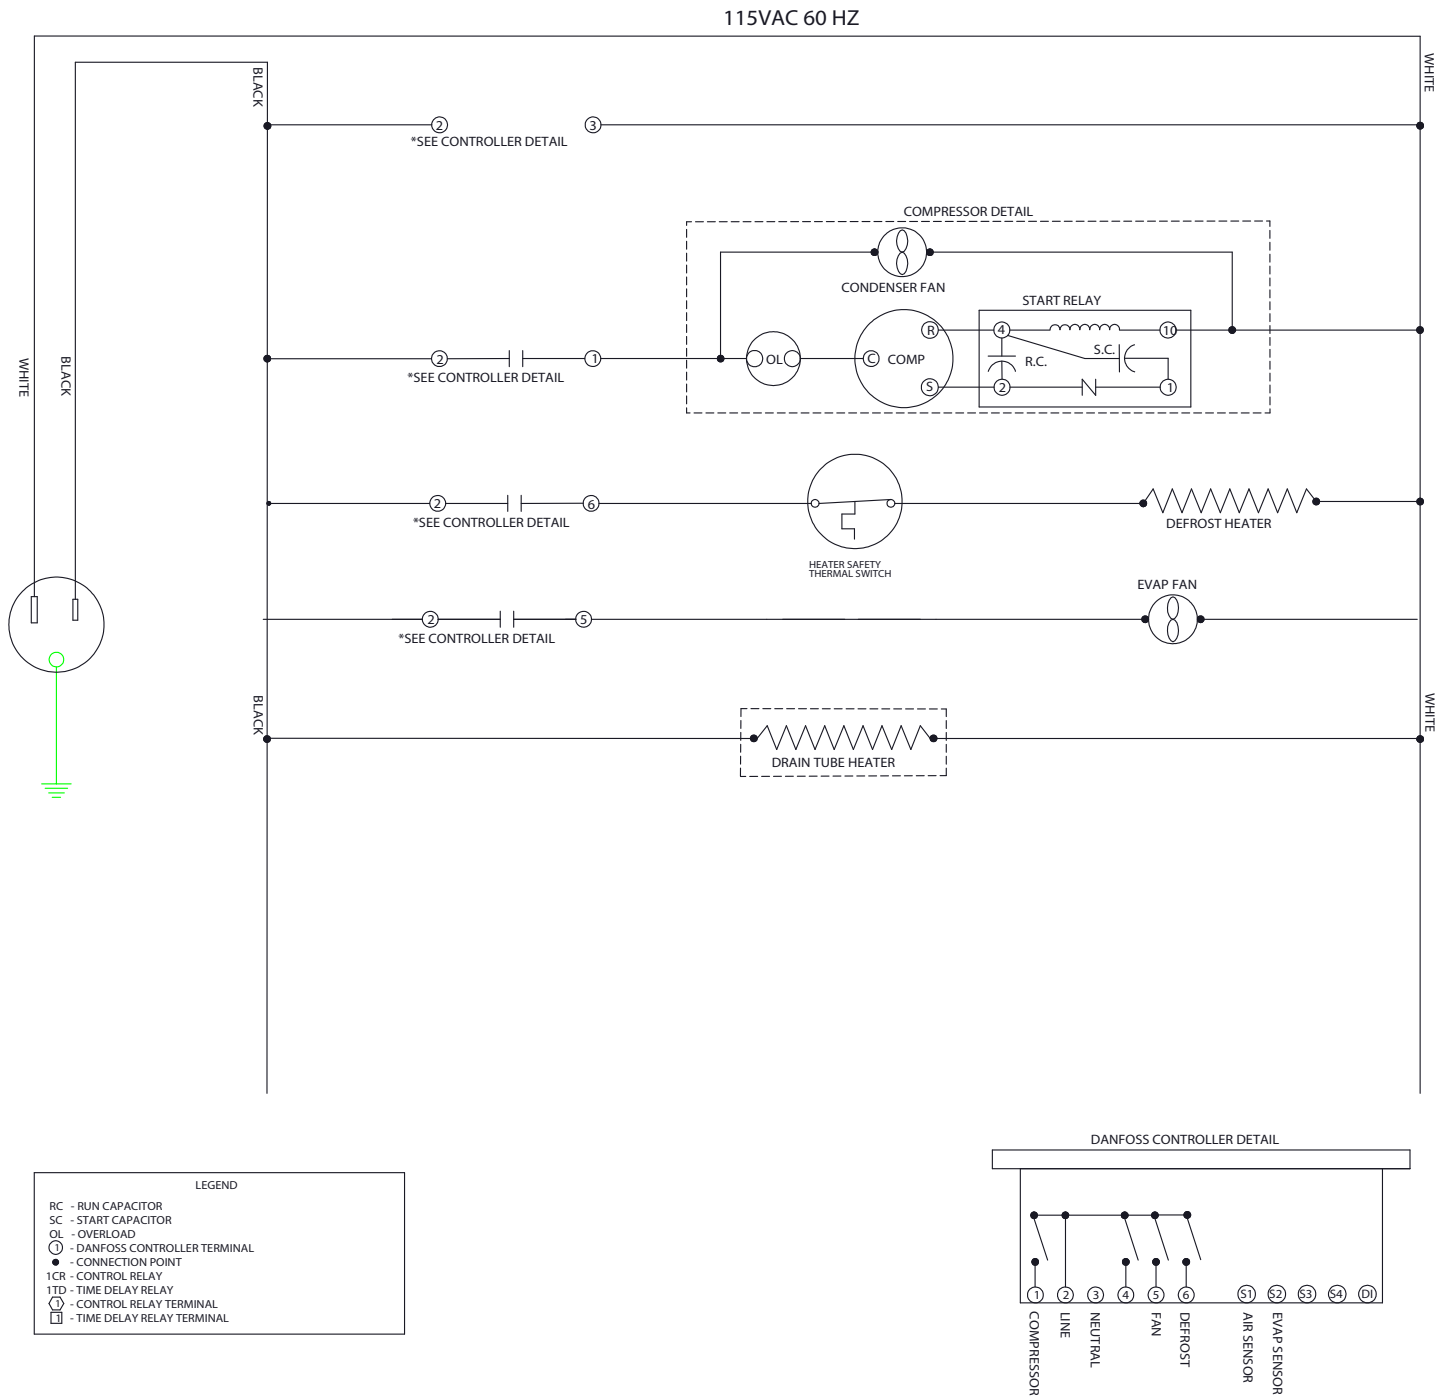 115VAC 60 HZ
BLACK
WHITE
2
3
*SEE CONTROLLER DETAIL
COMPRESSOR DETAIL
CONDENSER FAN
START RELAY
WHITE
BLACK
2
1
*SEE CONTROLLER DETAIL
OL
C
COMP
R
S
4
10
R.C.
S.C.
2
1
2
6
*SEE CONTROLLER DETAIL
HEATER SAFETY
THERMAL SWITCH
DEFROST HEATER
EVAP FAN
2
5
*SEE CONTROLLER DETAIL
BLACK
WHITE
DRAIN TUBE HEATER
LEGEND
RC - RUN CAPACITOR
SC - START CAPACITOR
OL - OVERLOAD
1 - DANFOSS CONTROLLER TERMINAL
- CONNECTION POINT
1CR - CONTROL RELAY
1TD - TIME DELAY RELAY
1 - CONTROL RELAY TERMINAL
1 - TIME DELAY RELAY TERMINAL
DANFOSS CONTROLLER DETAIL
1 2 3 4 5 6 S1 S2 S3 S4 DI
COMPRESSOR
LINE
NEUTRAL
FAN
DEFROST
AIR SENSOR
EVAP SENSOR